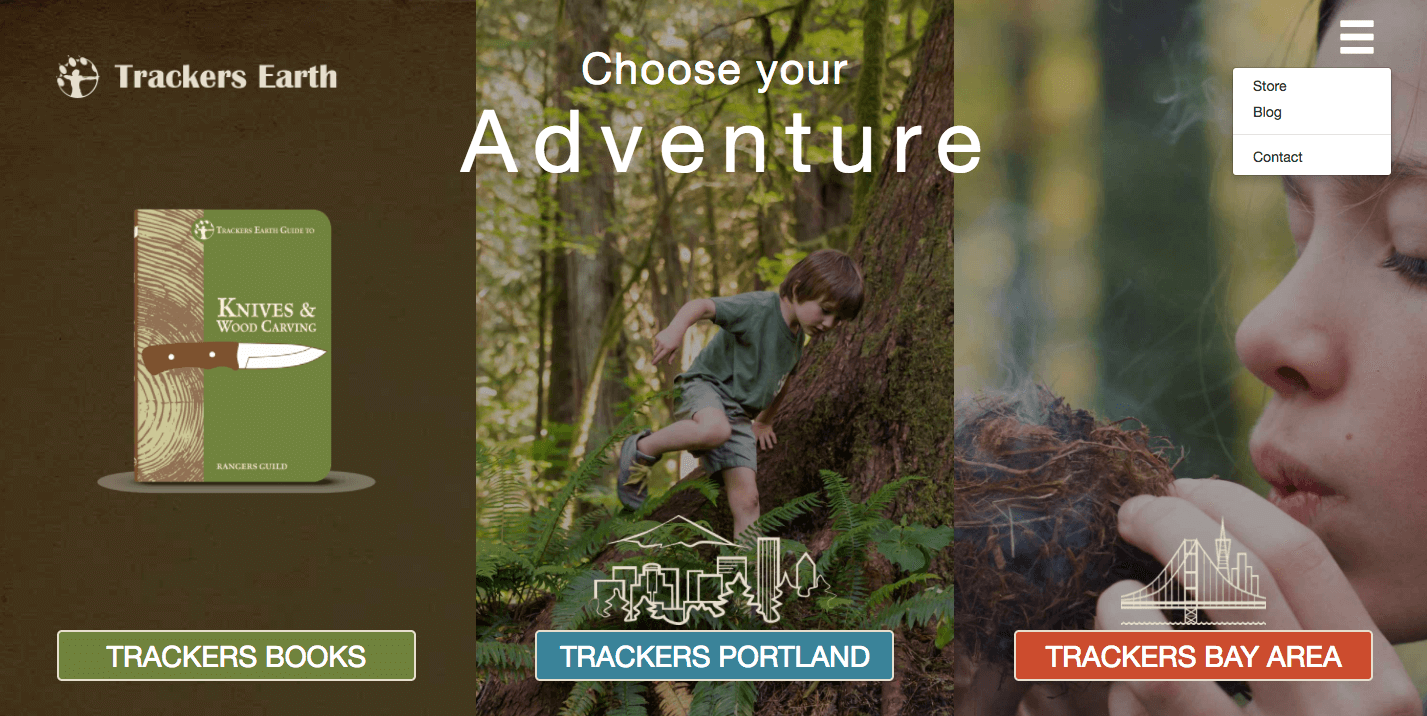 Trackers Earth
Choose your
Adventure
Store
Blog
Contact
TRACKERS EARTH GUIDE TO
KNIVES &
WOOD CARVING
RANGERS GUILD
TRACKERS BOOKS
TRACKERS PORTLAND
TRACKERS BAY AREA